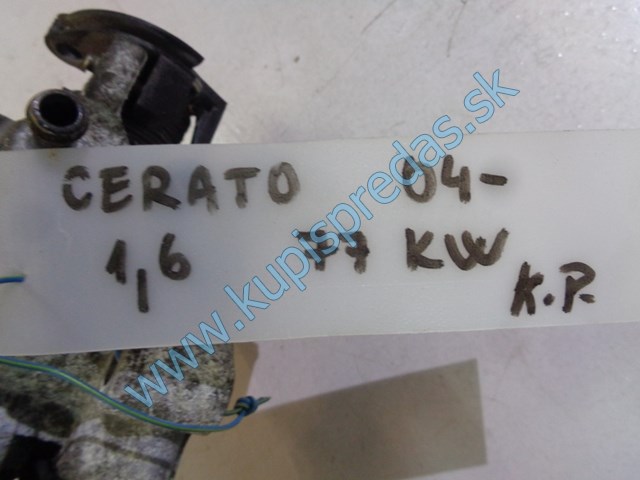 CERATO 04-
1,6 77 KW
K.P.
www.kupispredas.sk